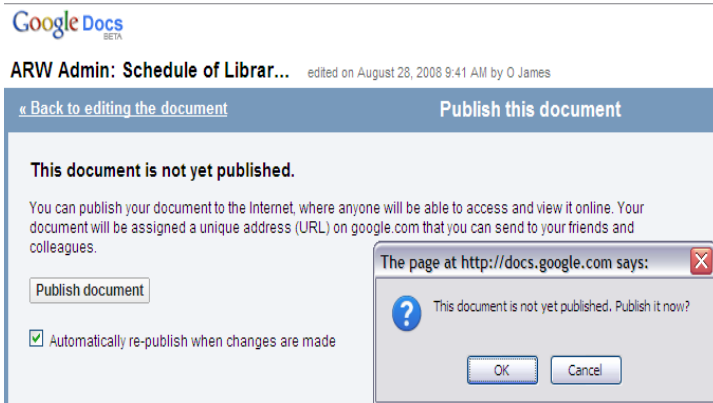 Google Docs
BETA
ARW Admin: Schedule of Librar... edited on August 28, 2008 9:41 AM by O James
« Back to editing the document Publish this document
This document is not yet published.
You can publish your document to the Internet, where anyone will be able to access and view it online. Your
document will be assigned a unique address (URL) on google.com that you can send to your friends and
colleagues.
Publish document
Automatically re-publish when changes are made
The page at http://docs.google.com says:
This document is not yet published. Publish it now?
OK Cancel